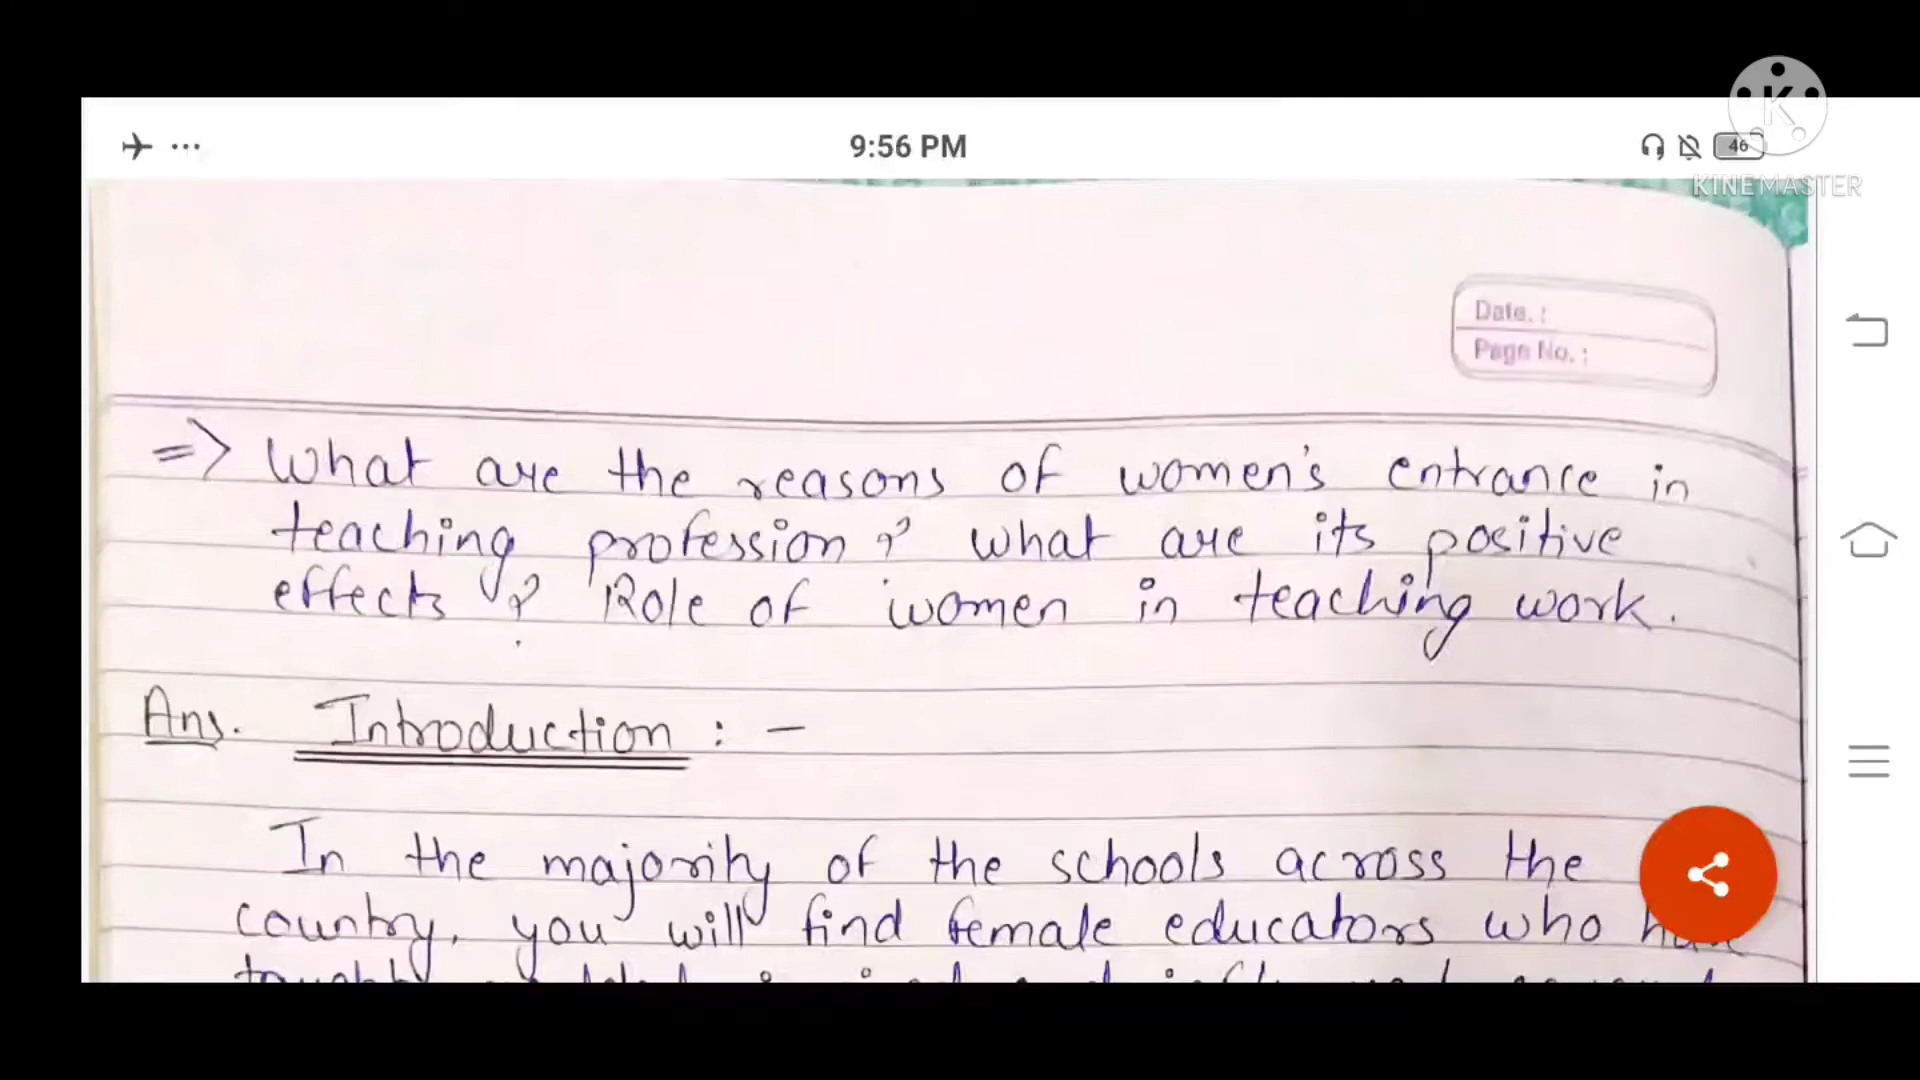 9:56 PM
46
KINEMASTER
Date. :
Page No. :
=> What are the reasons of women's entrance in
teaching profession? what are its positive
effects? Role of women in teaching work.
Ans. Introduction : -
In the majority of the schools across the
country, you will find female educators who